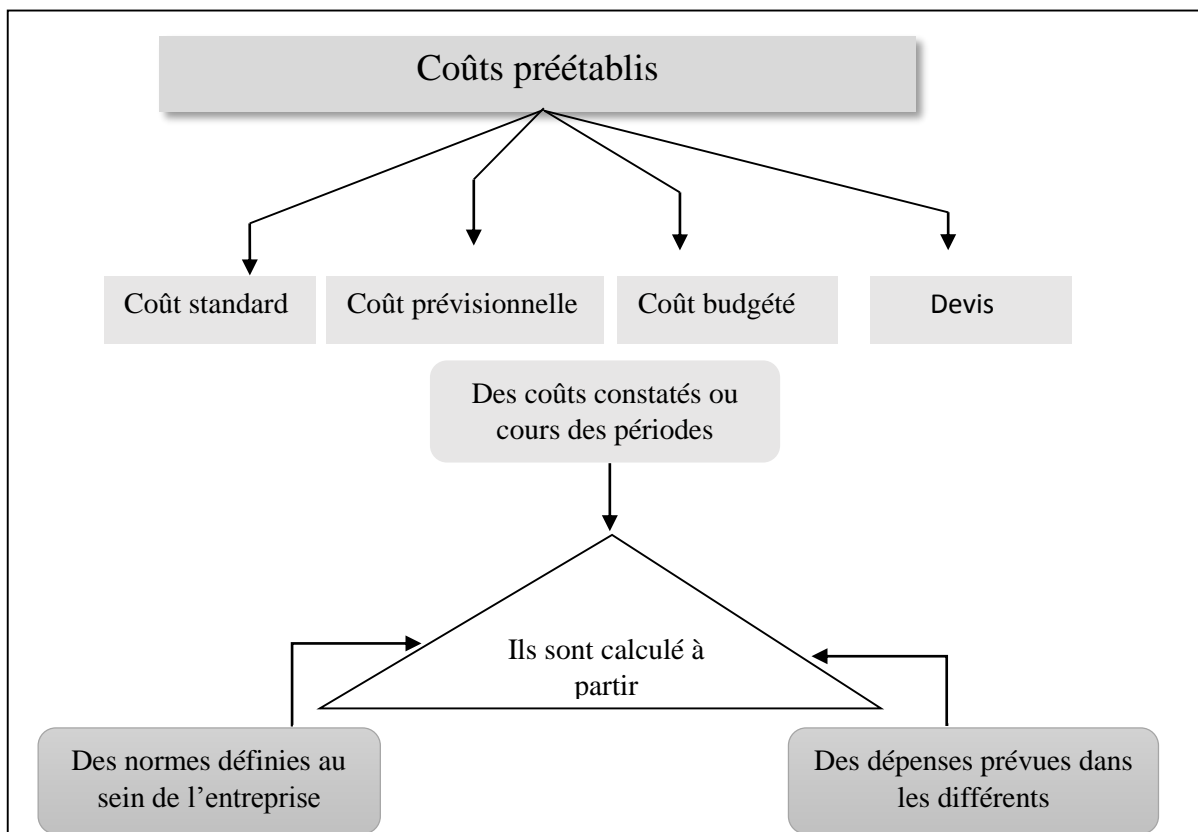 Coûts préétablis
Coût standard
Coût prévisionnelle
Coût budgété
Devis
Des coûts constatés ou
cours des périodes
Ils sont calculé à
partir
Des normes définies au
sein de l’entreprise
Des dépenses prévues dans
les différents